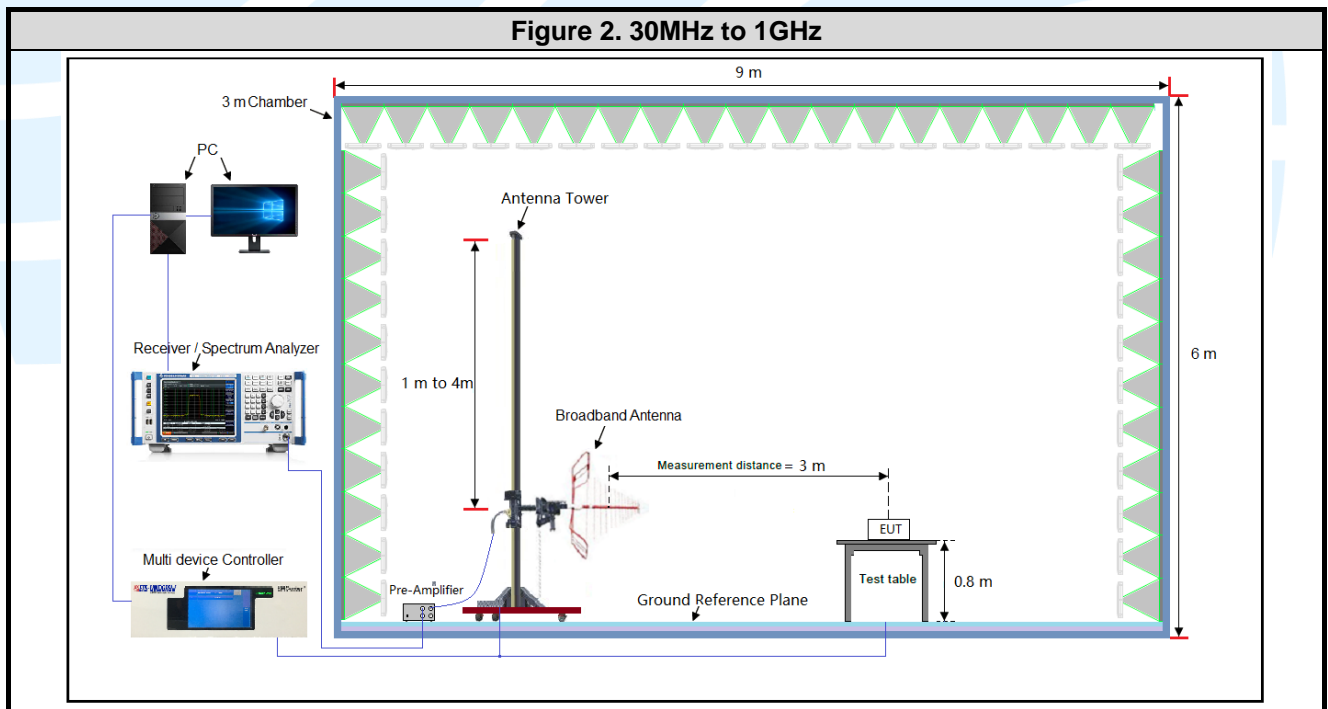 Figure 2. 30MHz to 1GHz
9 m
3 m Chamber
PC
Antenna Tower
Receiver / Spectrum Analyzer
1 m to 4m
6 m
Broadband Antenna
Measurement distance = 3 m
EUT
Multi device Controller
Test table
0.8 m
Pre-Amplifier
Ground Reference Plane